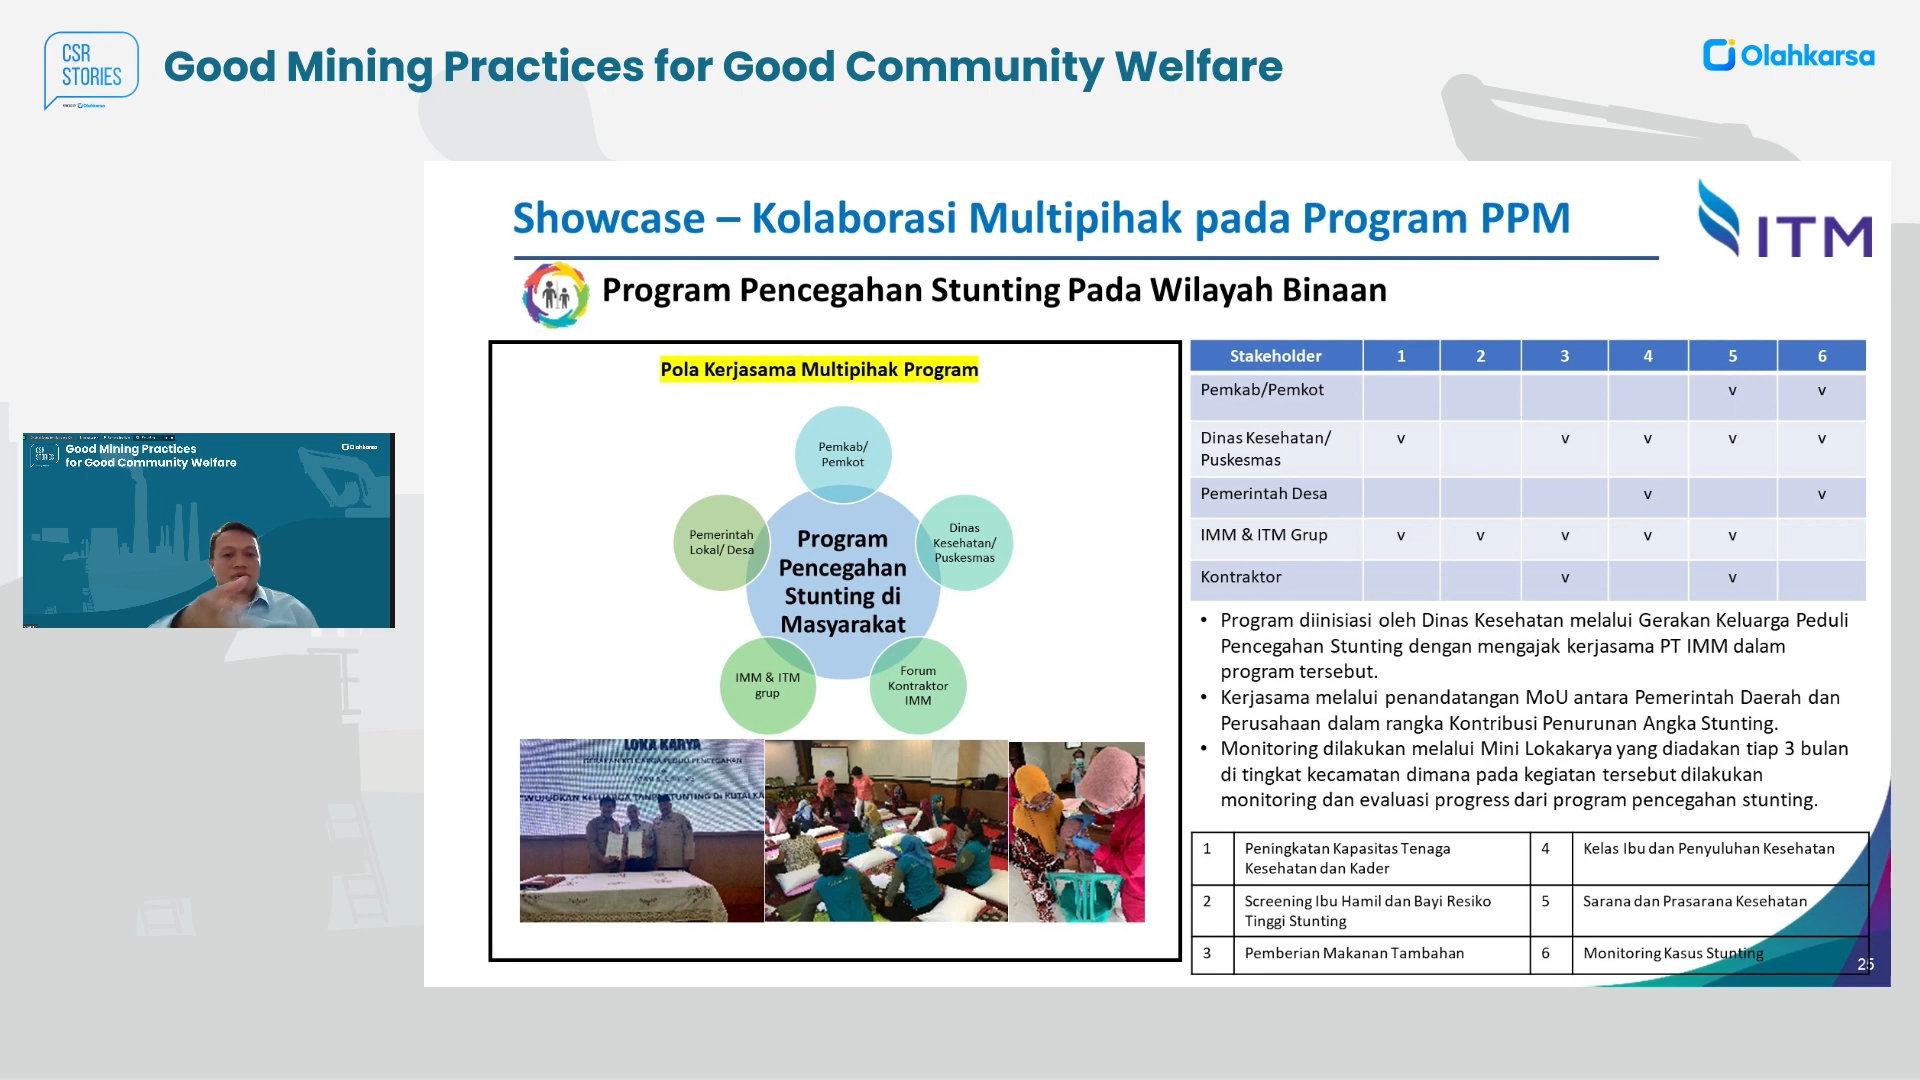 CSR
STORIES
Good Mining Practices for Good Community Welfare
Olahkarsa
Showcase – Kolaborasi Multipihak pada Program PPM
ITM
Program Pencegahan Stunting Pada Wilayah Binaan
Pola Kerjasama Multipihak Program
Pemkab/
Pemkot
Pemerintah
Lokal/ Desa
Dinas
Kesehatan/
Puskesmas
Program
Pencegahan
Stunting di
Masyarakat
IMM & ITM
grup
Forum
Kontraktor
IMM
LOKA KARYA
GERAKAN KELUARGA PEDULI PENCEGAHAN
Good Mining Practices
for Good Community Welfare
Olahkarsa
Stakeholder 1 2 3 4 5 6
Pemkab/Pemkot v v
Dinas Kesehatan/
Puskesmas v v v v v
Pemerintah Desa v v
IMM & ITM Grup v v v v v
Kontraktor v v
• Program diinisiasi oleh Dinas Kesehatan melalui Gerakan Keluarga Peduli
Pencegahan Stunting dengan mengajak kerjasama PT IMM dalam
program tersebut.
• Kerjasama melalui penandatangan MoU antara Pemerintah Daerah dan
Perusahaan dalam rangka Kontribusi Penurunan Angka Stunting.
• Monitoring dilakukan melalui Mini Lokakarya yang diadakan tiap 3 bulan
di tingkat kecamatan dimana pada kegiatan tersebut dilakukan
monitoring dan evaluasi progress dari program pencegahan stunting.
1 Peningkatan Kapasitas Tenaga
Kesehatan dan Kader
4 Kelas Ibu dan Penyuluhan Kesehatan
2 Screening Ibu Hamil dan Bayi Resiko
Tinggi Stunting
5 Sarana dan Prasarana Kesehatan
3 Pemberian Makanan Tambahan
6 Monitoring Kasus Stunting
25